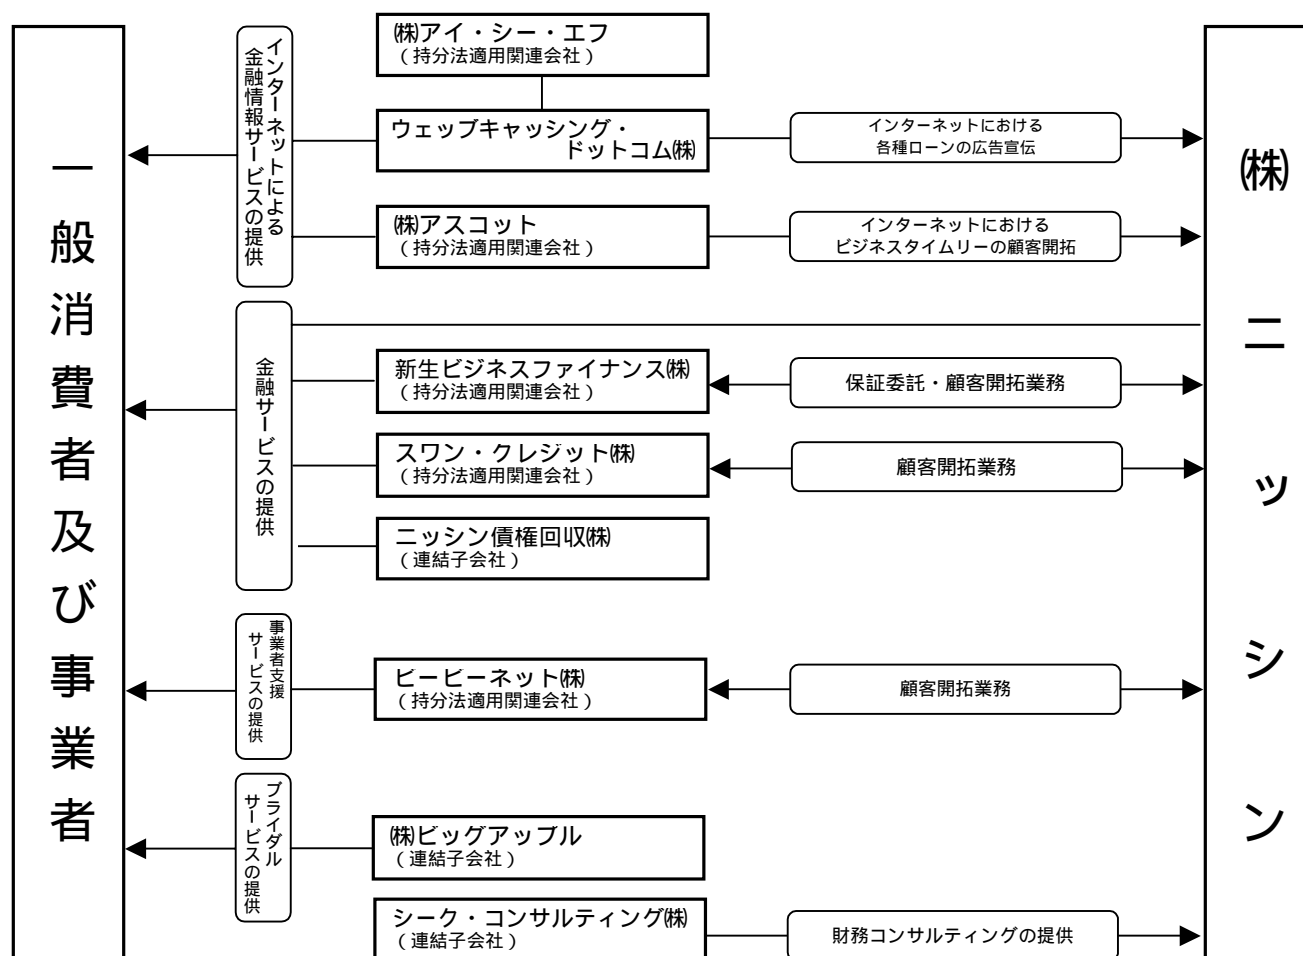 一般消費者及び事業者
インターネットによる
金融情報サービスの提供
㈱アイ・シー・エフ
（持分法適用関連会社）
ウェッブキャッシング・
ドットコム㈱
インターネットにおける
各種ローンの広告宣伝
㈱アスコット
（持分法適用関連会社）
インターネットにおける
ビジネスタイムリーの顧客開拓
金融サービスの提供
新生ビジネスファイナンス㈱
（持分法適用関連会社）
保証委託・顧客開拓業務
スワン・クレジット㈱
（持分法適用関連会社）
顧客開拓業務
ニッシン債権回収㈱
（連結子会社）
事業者支援
サービスの提供
ビービーネット㈱
（持分法適用関連会社）
顧客開拓業務
ブライダル
サービスの提供
㈱ビッグアップル
（連結子会社）
シーク・コンサルティング㈱
（連結子会社）
財務コンサルティングの提供
㈱ニッシン